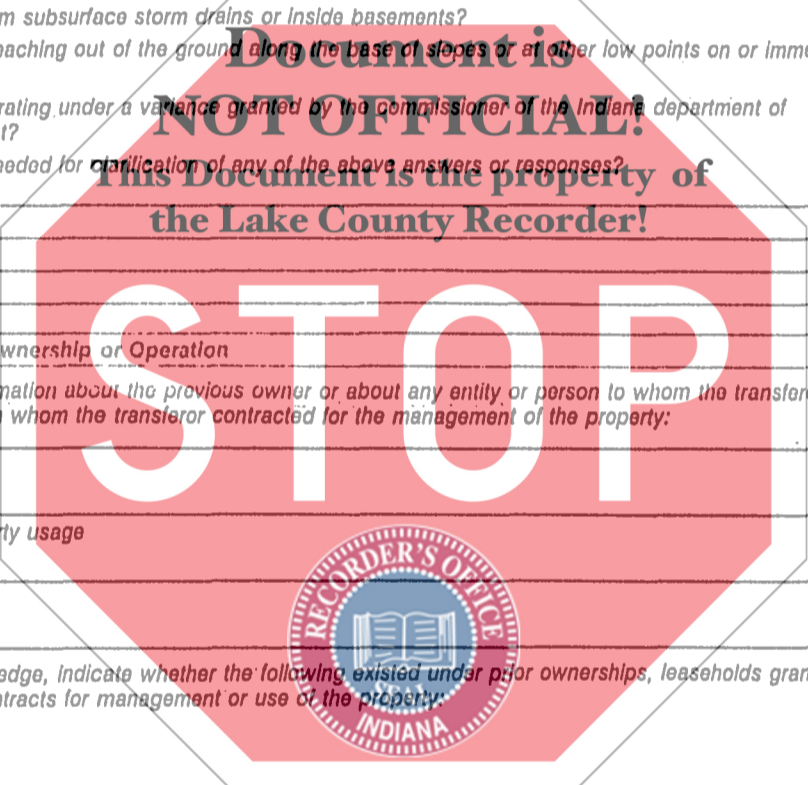 m subsurface storm drains or inside basements?
Document is
eaching out of the ground along the base of slopes or at other low points on or imme
rating under a variance granted by the commissioner of the Indiana department of
t?
NOT OFFICIAL!
eeded for clarification of any of the above answers or responses?
This Document is the property of
the Lake County Recorder!
STOP
wnership or Operation
mation about the previous owner or about any entity or person to whom the transfer
whom the transferor contracted for the management of the property:
rty usage
RECORDER'S OFFICE
SEAL
INDIANA
edge, indicate whether the following existed under prior ownerships, leaseholds gran
tracts for management or use of the property: